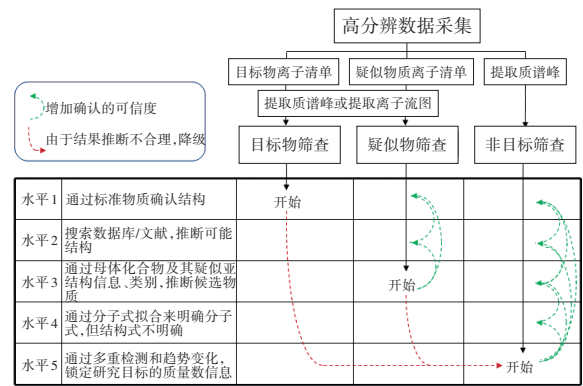 高分辨数据采集
目标物离子清单
疑似物质离子清单
提取质谱峰
提取质谱峰或提取离子流图
目标物筛查
疑似物筛查
非目标筛查
增加确认的可信度
由于结果推断不合理,降级
水平1
通过标准物质确认结构
开始
水平2
搜索数据库/文献,推断可能
结构
水平3
通过母体化合物及其疑似亚
结构信息、类别,推断候选物
质
开始
水平4
通过分子式拟合来明确分子
式,但结构式不明确
水平5
通过多重检测和趋势变化,
锁定研究目标的质量数信息
开始